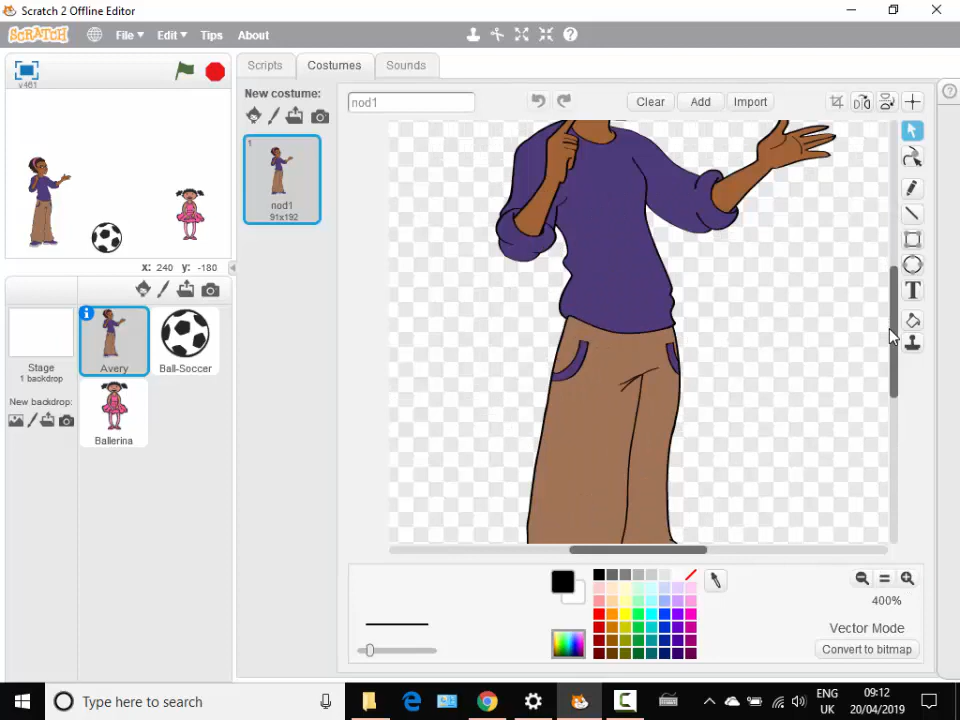 Scratch 2 Offline Editor
SCRATCH File Edit Tips About
v461
Scripts Costumes Sounds
New costume:
nod1
Clear Add Import
1
nod1
91x192
x: 240 y: -180
Stage
1 backdrop
New backdrop:
Avery
Ball-Soccer
Ballerina
400%
Vector Mode
Convert to bitmap
Type here to search
ENG
UK
09:12
20/04/2019